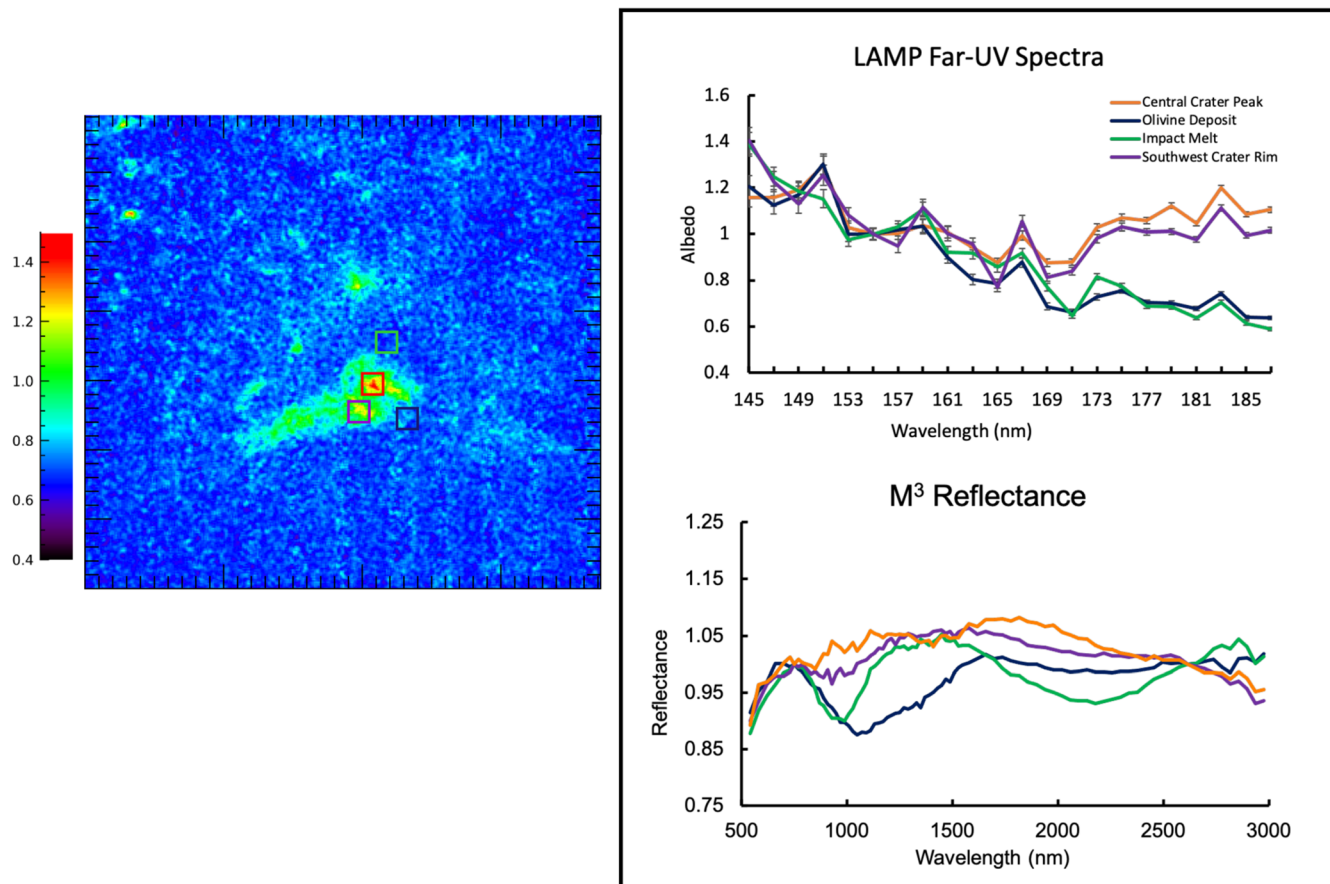 1.4
1.2
1.0
0.8
0.6
0.4
LAMP Far-UV Spectra
1.6
1.4
1.2
1
0.8
0.6
0.4
Albedo
Central Crater Peak
Olivine Deposit
Impact Melt
Southwest Crater Rim
145 149 153 157 161 165 169 173 177 181 185
Wavelength (nm)
M³ Reflectance
1.25
1.15
1.05
0.95
0.85
0.75
Reflectance
500 1000 1500 2000 2500 3000
Wavelength (nm)